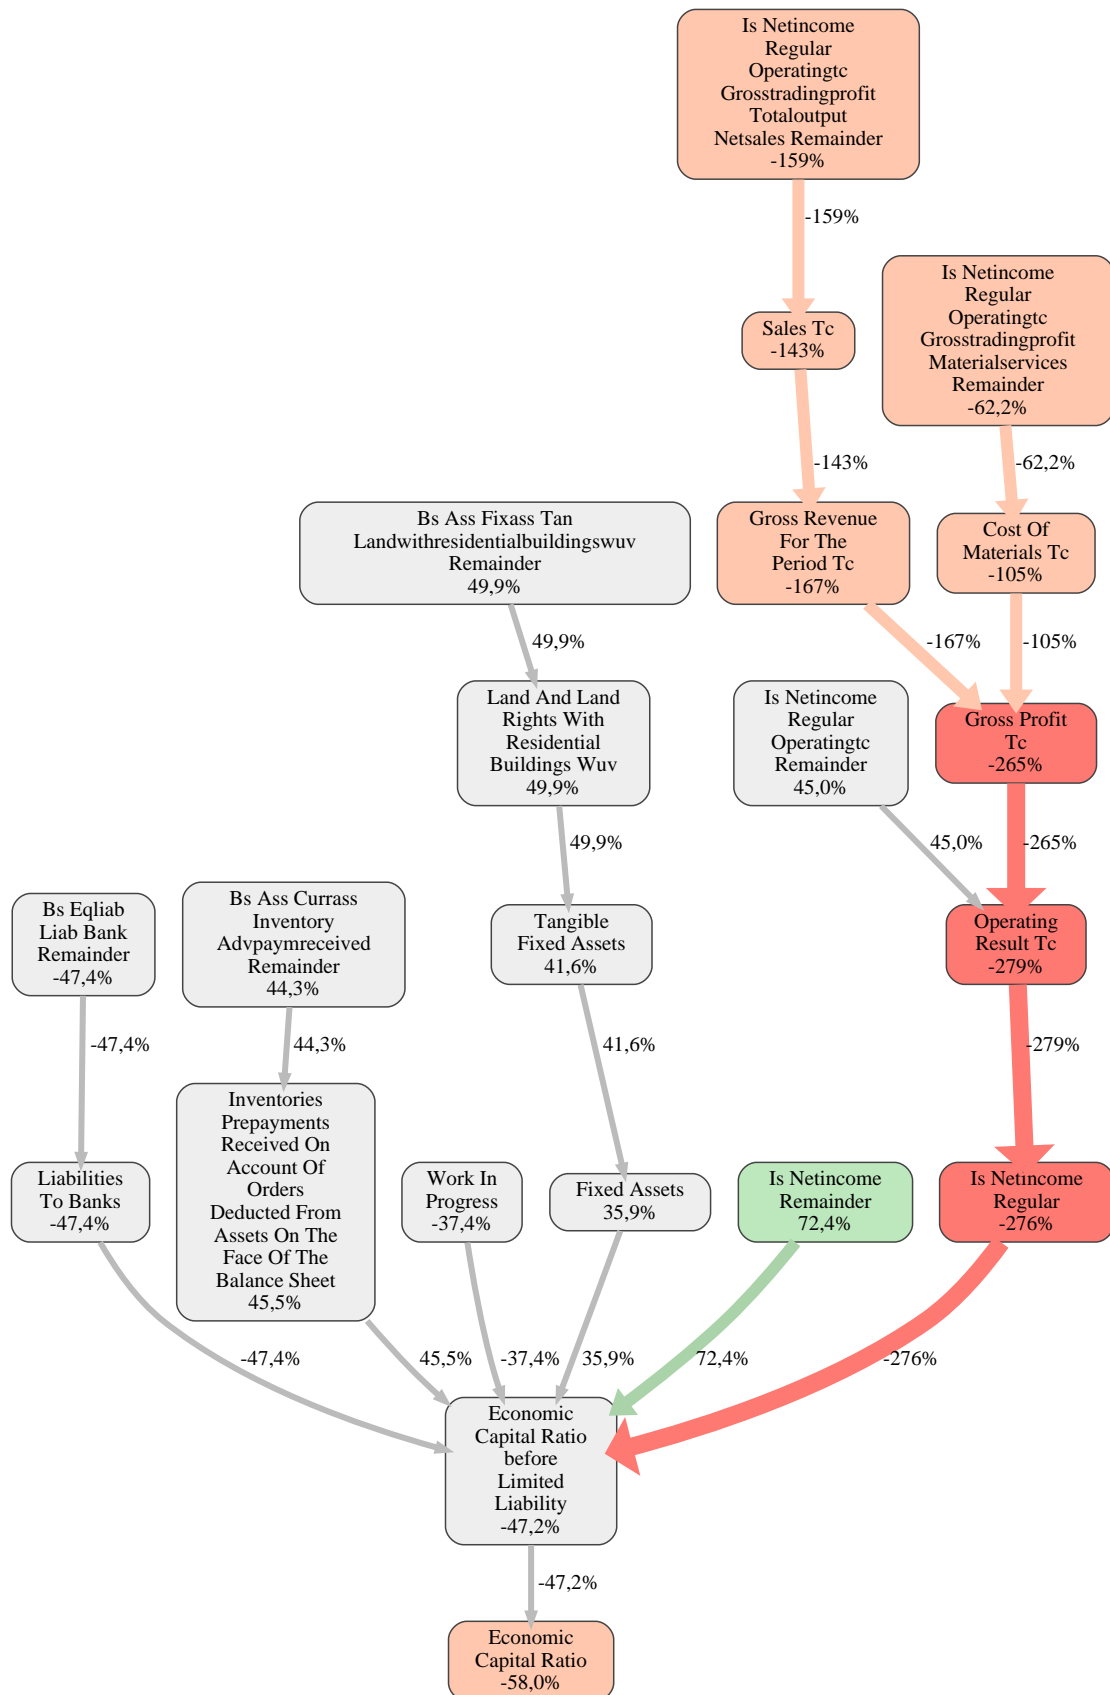 Is Netincome
Regular
Operatingtc
Grosstradingprofit
Totaloutput
Netsales Remainder
-159%
-159%
Sales Tc
-143%
Is Netincome
Regular
Operatingtc
Grosstradingprofit
Materialservices
Remainder
-62,2%
-143%
-62,2%
Bs Ass Fixass Tan
Landwithresidentialbuildingswuv
Remainder
49,9%
Gross Revenue
For The
Period Tc
-167%
Cost Of
Materials Tc
-105%
49,9%
-167%
-105%
Land And Land
Rights With
Residential
Buildings Wuv
49,9%
Is Netincome
Regular
Operatingtc
Remainder
45,0%
Gross Profit
Tc
-265%
49,9%
45,0%
-265%
Bs Eqliab
Liab Bank
Remainder
-47,4%
Bs Ass Currass
Inventory
Advpaymreceived
Remainder
44,3%
Tangible
Fixed Assets
41,6%
Operating
Result Tc
-279%
-47,4%
44,3%
41,6%
-279%
Liabilities
To Banks
-47,4%
Inventories
Prepayments
Received On
Account Of
Orders
Deducted From
Assets On The
Face Of The
Balance Sheet
45,5%
Work In
Progress
-37,4%
Fixed Assets
35,9%
Is Netincome
Remainder
72,4%
Is Netincome
Regular
-276%
-47,4%
45,5%
-37,4%
35,9%
72,4%
-276%
Economic
Capital Ratio
before
Limited
Liability
-47,2%
-47,2%
Economic
Capital Ratio
-58,0%